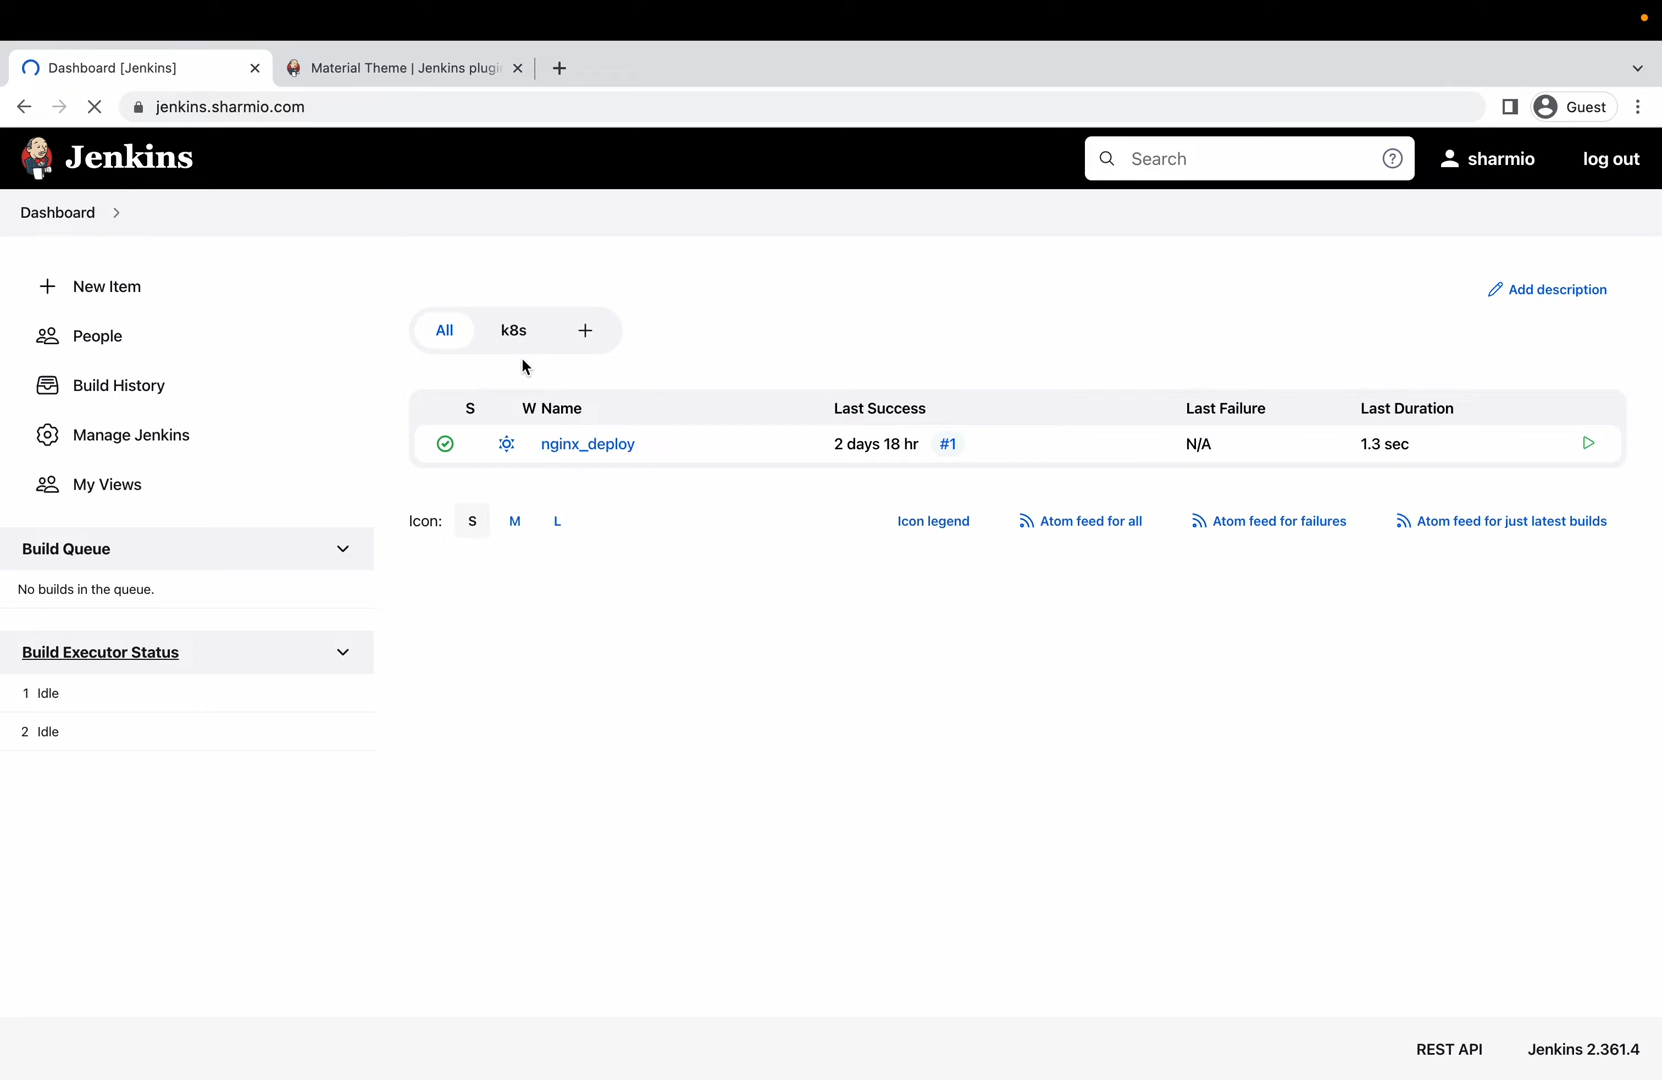 Dashboard [Jenkins]
Material Theme | Jenkins plugi
jenkins.sharmio.com
Guest
Jenkins
Search
sharmio
log out
Dashboard
New Item
People
Build History
Manage Jenkins
My Views
Build Queue
No builds in the queue.
Build Executor Status
1 Idle
2 Idle
Add description
All k8s +
S W Name Last Success Last Failure Last Duration
nginx_deploy 2 days 18 hr #1 N/A 1.3 sec
Icon: S M L Icon legend Atom feed for all Atom feed for failures Atom feed for just latest builds
REST API Jenkins 2.361.4